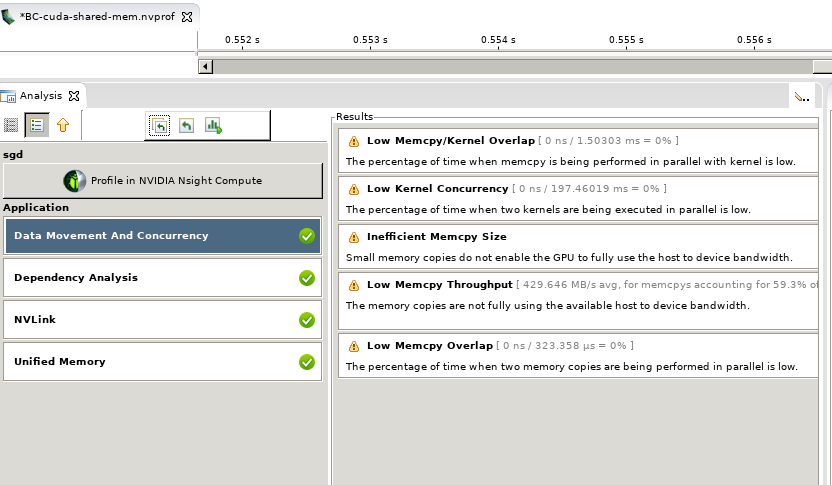 *BC-cuda-shared-mem.nvprof
0.552 s 0.553 s 0.554 s 0.555 s 0.556 s
Analysis
Results
sgd
Profile in NVIDIA Nsight Compute
Application
Data Movement And Concurrency
Dependency Analysis
NVLink
Unified Memory
Low Memcpy/Kernel Overlap [ 0 ns / 1.50303 ms = 0% ]
The percentage of time when memcpy is being performed in parallel with kernel is low.
Low Kernel Concurrency [ 0 ns / 197.46019 ms = 0% ]
The percentage of time when two kernels are being executed in parallel is low.
Inefficient Memcpy Size
Small memory copies do not enable the GPU to fully use the host to device bandwidth.
Low Memcpy Throughput [ 429.646 MB/s avg, for memcpys accounting for 59.3% of
The memory copies are not fully using the available host to device bandwidth.
Low Memcpy Overlap [ 0 ns / 323.358 µs = 0% ]
The percentage of time when two memory copies are being performed in parallel is low.